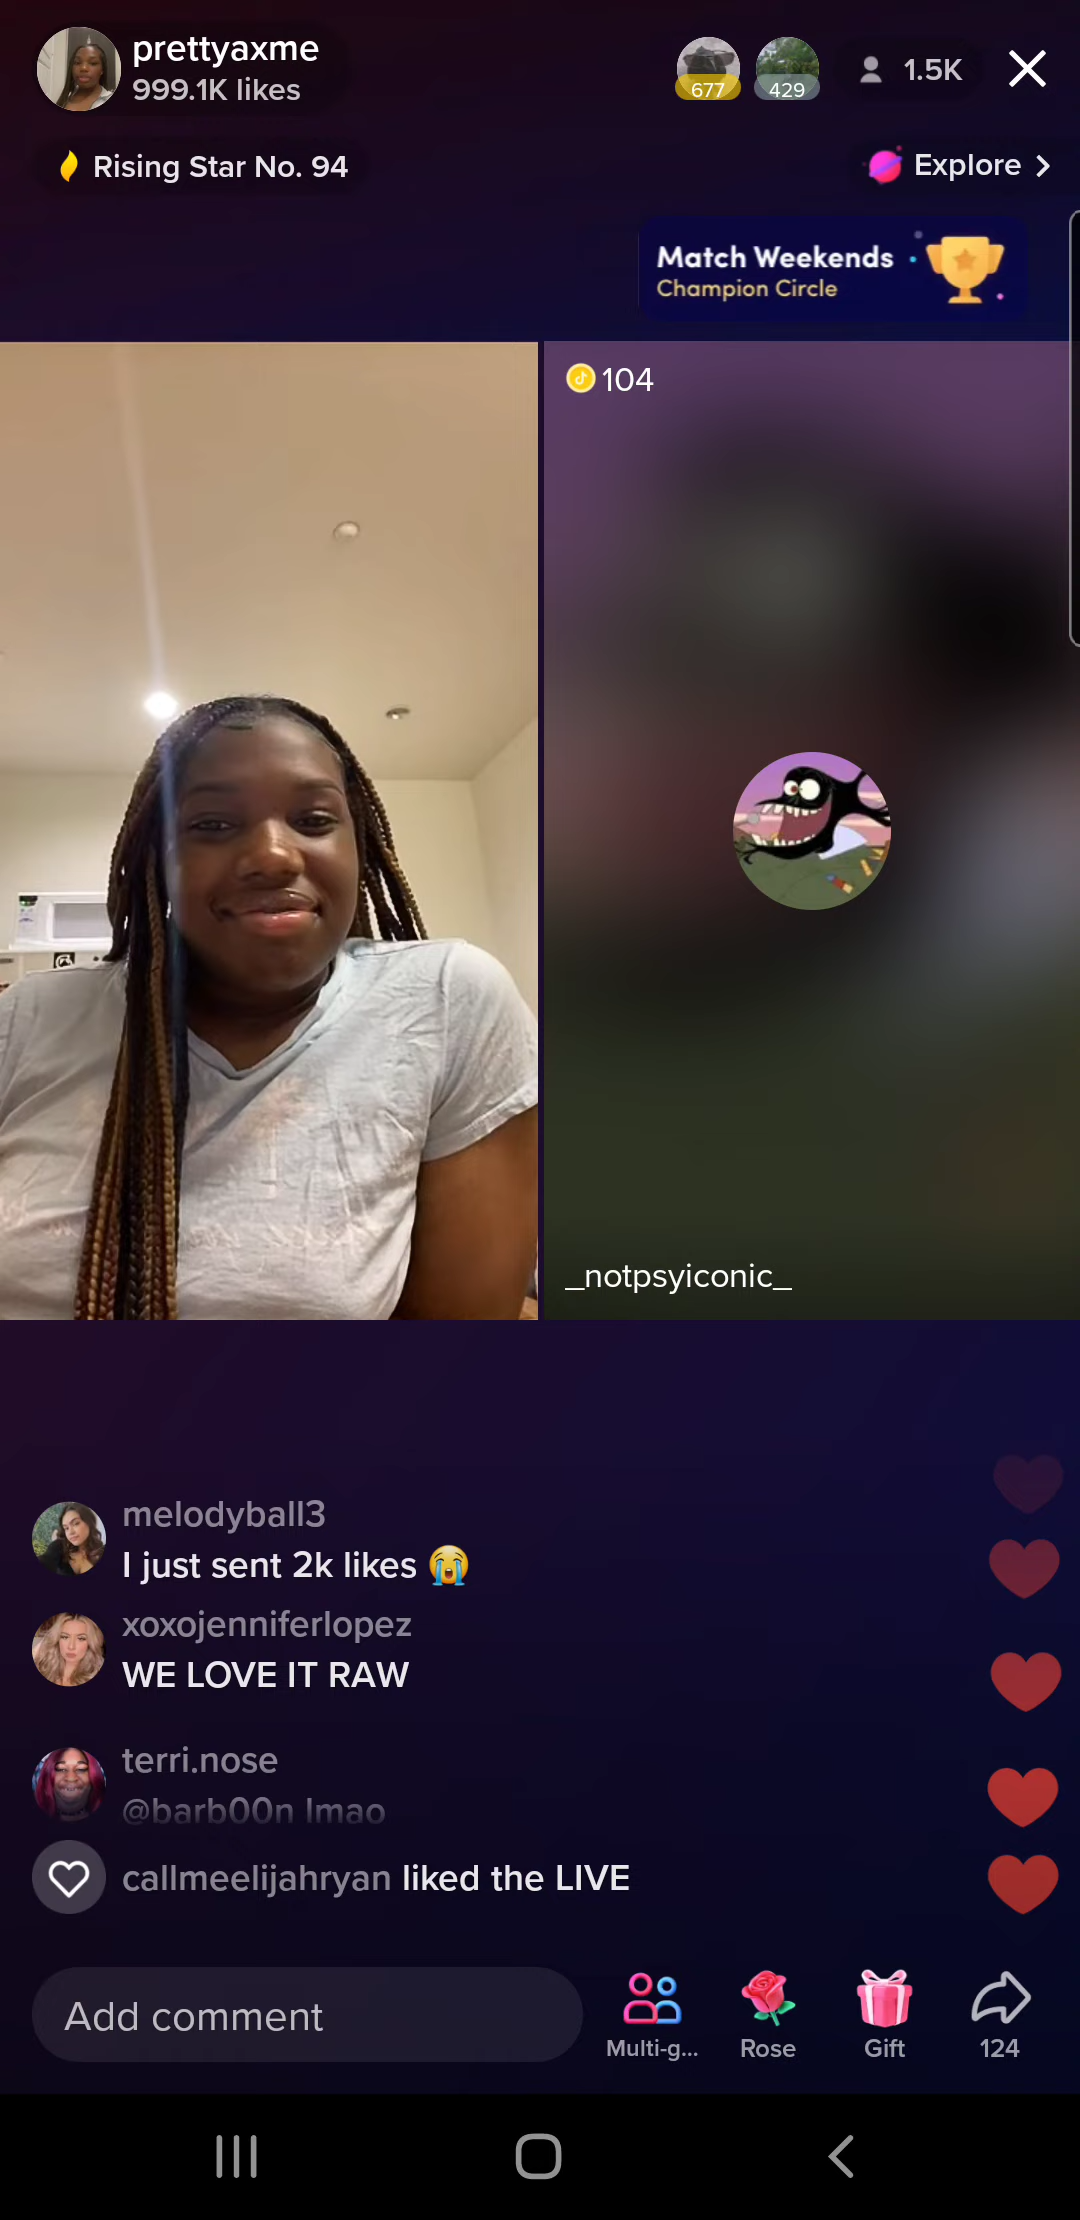 prettyaxme
999.1K likes
677
429
1.5K
Rising Star No. 94
Explore
Match Weekends
Champion Circle
104
_notpsyiconic_
melodyball3
I just sent 2k likes 😭
xoxojenniferlopez
WE LOVE IT RAW
terri.nose
@barb00n lmao
callmeelijahryan liked the LIVE
Add comment
Multi-g...
Rose
Gift
124